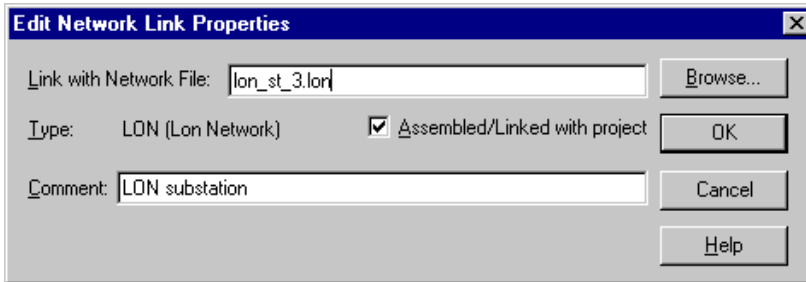 Edit Network Link Properties
Link with Network File: lon_st_3.lon Browse...
Type: LON (Lon Network) Assembled/Linked with project OK
Comment: LON substation Cancel
Help